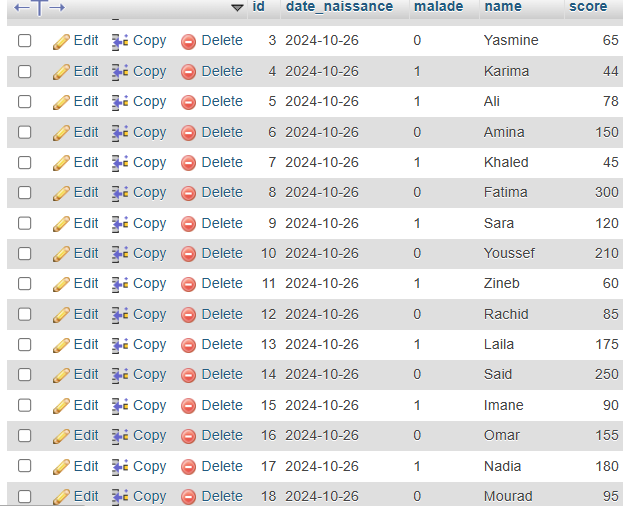 id date_naissance malade name score
Edit Copy Delete 3 2024-10-26 0 Yasmine 65
Edit Copy Delete 4 2024-10-26 1 Karima 44
Edit Copy Delete 5 2024-10-26 1 Ali 78
Edit Copy Delete 6 2024-10-26 0 Amina 150
Edit Copy Delete 7 2024-10-26 1 Khaled 45
Edit Copy Delete 8 2024-10-26 0 Fatima 300
Edit Copy Delete 9 2024-10-26 1 Sara 120
Edit Copy Delete 10 2024-10-26 0 Youssef 210
Edit Copy Delete 11 2024-10-26 1 Zineb 60
Edit Copy Delete 12 2024-10-26 0 Rachid 85
Edit Copy Delete 13 2024-10-26 1 Laila 175
Edit Copy Delete 14 2024-10-26 0 Said 250
Edit Copy Delete 15 2024-10-26 1 Imane 90
Edit Copy Delete 16 2024-10-26 0 Omar 155
Edit Copy Delete 17 2024-10-26 1 Nadia 180
Edit Copy Delete 18 2024-10-26 0 Mourad 95